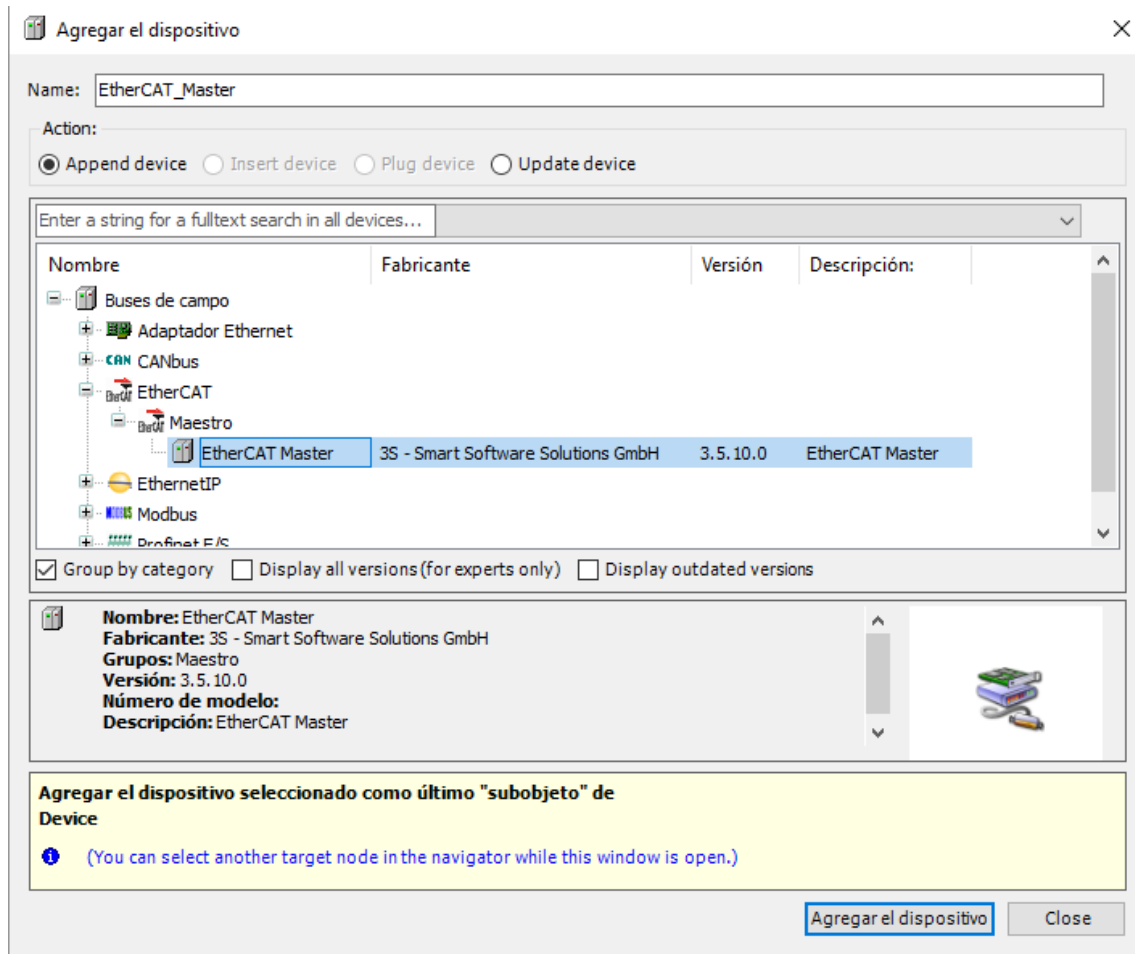 Agregar el dispositivo
Name: EtherCAT_Master
Action:
Append device Insert device Plug device Update device
Enter a string for a fulltext search in all devices...
Nombre Fabricante Versión Descripción:
Buses de campo
Adaptador Ethernet
CAN CANbus
EtherCAT EtherCAT
EtherCAT Maestro
EtherCAT Master 3S - Smart Software Solutions GmbH 3.5.10.0 EtherCAT Master
EthernetIP
MODBUS Modbus
Profinet E/S
Group by category Display all versions (for experts only) Display outdated versions
Nombre: EtherCAT Master
Fabricante: 3S - Smart Software Solutions GmbH
Grupos: Maestro
Versión: 3.5.10.0
Número de modelo:
Descripción: EtherCAT Master
Agregar el dispositivo seleccionado como último "subobjeto" de
Device
(You can select another target node in the navigator while this window is open.)
Agregar el dispositivo Close